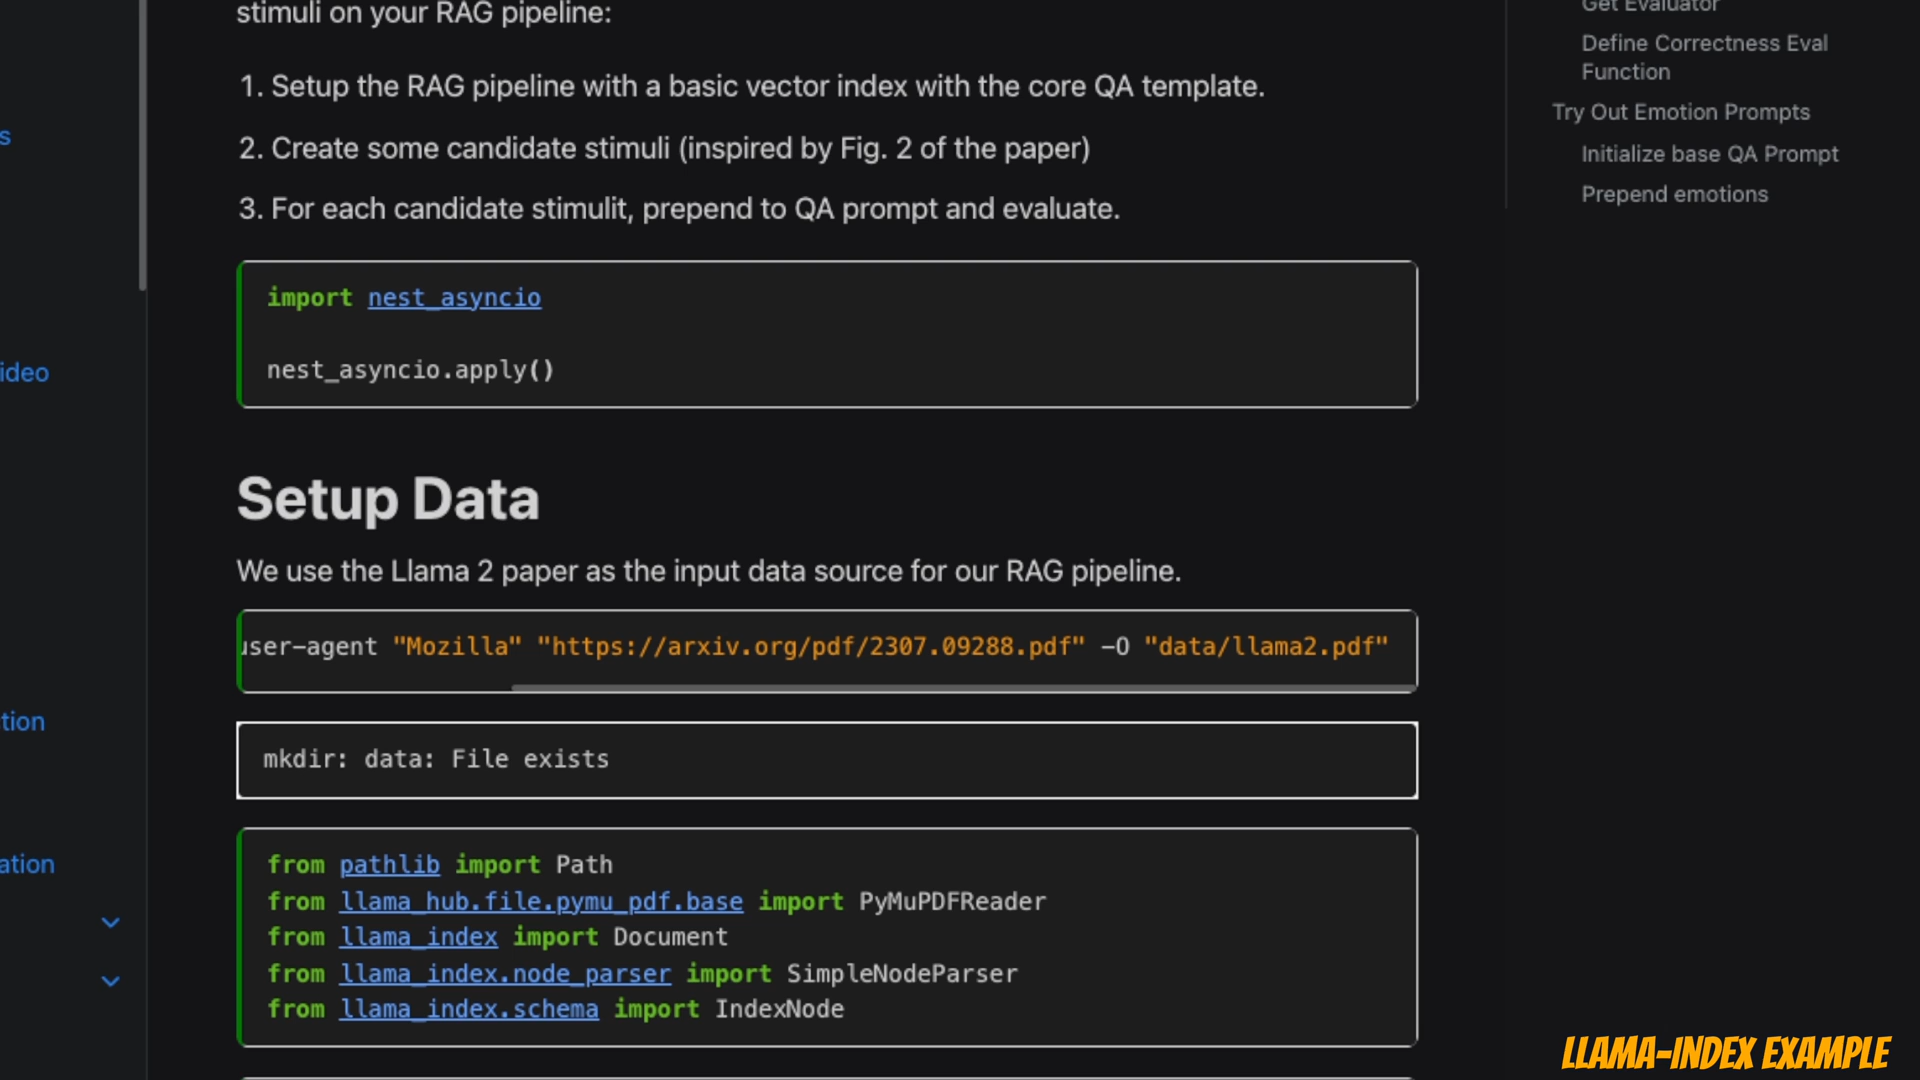 stimuli on your RAG pipeline:
1. Setup the RAG pipeline with a basic vector index with the core QA template.
2. Create some candidate stimuli (inspired by Fig. 2 of the paper)
3. For each candidate stimulit, prepend to QA prompt and evaluate.
import nest_asyncio
nest_asyncio.apply()
Setup Data
We use the Llama 2 paper as the input data source for our RAG pipeline.
user-agent "Mozilla" "https://arxiv.org/pdf/2307.09288.pdf" -O "data/llama2.pdf"
mkdir: data: File exists
from pathlib import Path
from llama_hub.file.pymu_pdf.base import PyMuPDFReader
from llama_index import Document
from llama_index.node_parser import SimpleNodeParser
from llama_index.schema import IndexNode
Get Evaluator
Define Correctness Eval
Function
Try Out Emotion Prompts
Initialize base QA Prompt
Prepend emotions
s
ideo
tion
ation
LLAMA-INDEX EXAMPLE